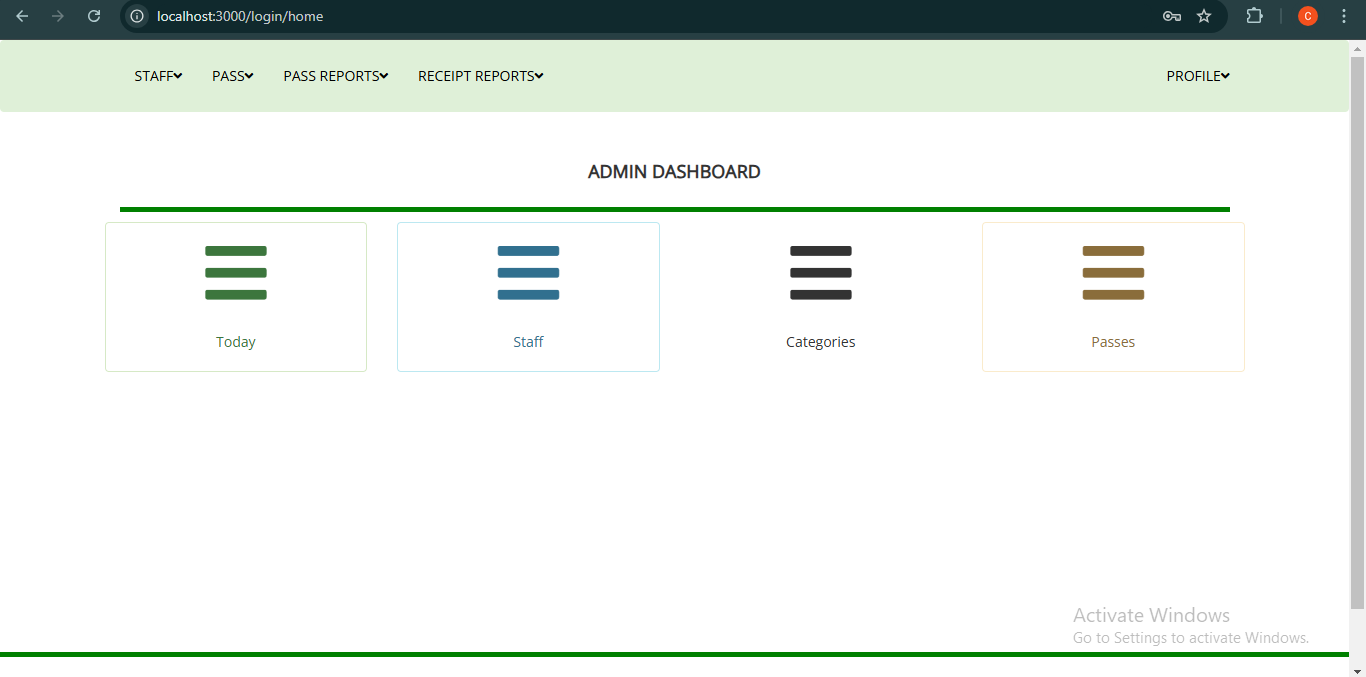 localhost:3000/login/home
C
STAFF PASS PASS REPORTS RECEIPT REPORTS PROFILE
ADMIN DASHBOARD
Today Staff Categories Passes
Activate Windows
Go to Settings to activate Windows.